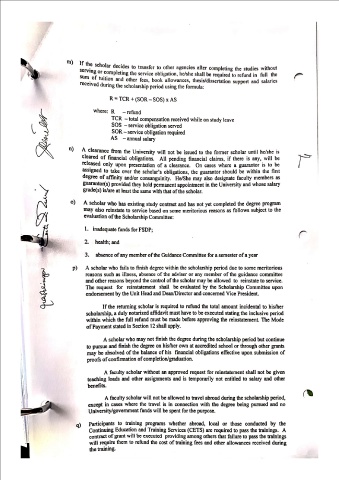 m) If the scholar decides to transfer to other agencies after completing the studies without
serving or completing the service obligation, he/she shall be required to refund in full the
sum of tuition and other fees, book allowances, thesis/dissertation support and salaries
received during the scholarship period using the formula:
R = TCR + (SOR – SOS) x AS
where: R – refund
TCR – total compensation received while on study leave
SOS – service obligation served
SOR – service obligation required
AS – annual salary
n) A clearance from the University will not be issued to the former scholar until he/she is
cleared of financial obligations. All pending financial claims, if there is any, will be
released only upon presentation of a clearance. On cases where a guarantor is to be
assigned to take over the scholar's obligations, the guarantor should be within the first
degree of affinity and/or consanguinity. He/She may also designate faculty members as
guarantor(s) provided they hold permanent appointment in the University and whose salary
grade(s) is/are at least the same with that of the scholar.
o) A scholar who has existing study contract and has not yet completed the degree program
may also reinstate to service based on some meritorious reasons as follows subject to the
evaluation of the Scholarship Committee:
1. inadequate funds for FSDP;
2. health; and
3. absence of any member of the Guidance Committee for a semester of a year
p) A scholar who fails to finish degree within the scholarship period due to some meritorious
reasons such as illness, absence of the adviser or any member of the guidance committee
and other reasons beyond the control of the scholar may be allowed to reinstate to service.
The request for reinstatement shall be evaluated by the Scholarship Committee upon
endorsement by the Unit Head and Dean/Director and concerned Vice President.
If the returning scholar is required to refund the total amount incidental to his/her
scholarship, a duly notarized affidavit must have to be executed stating the inclusive period
within which the full refund must be made before approving the reinstatement. The Mode
of Payment stated in Section 12 shall apply.
A scholar who may not finish the degree during the scholarship period but continue
to pursue and finish the degree on his/her own at accredited school or through other grants
may be absolved of the balance of his financial obligations effective upon submission of
proofs of confirmation of completion/graduation.
A faculty scholar without an approved request for reinstatement shall not be given
teaching loads and other assignments and is temporarily not entitled to salary and other
benefits.
A faculty scholar will not be allowed to travel abroad during the scholarship period,
except in cases where the travel is in connection with the degree being pursued and no
University/government funds will be spent for the purpose.
q) Participants to training programs whether abroad, local or those conducted by the
Continuing Education and Training Services (CETS) are required to pass the trainings. A
contract of grant will be executed providing among others that failure to pass the trainings
will require them to refund the cost of training fees and other allowances received during
the training.